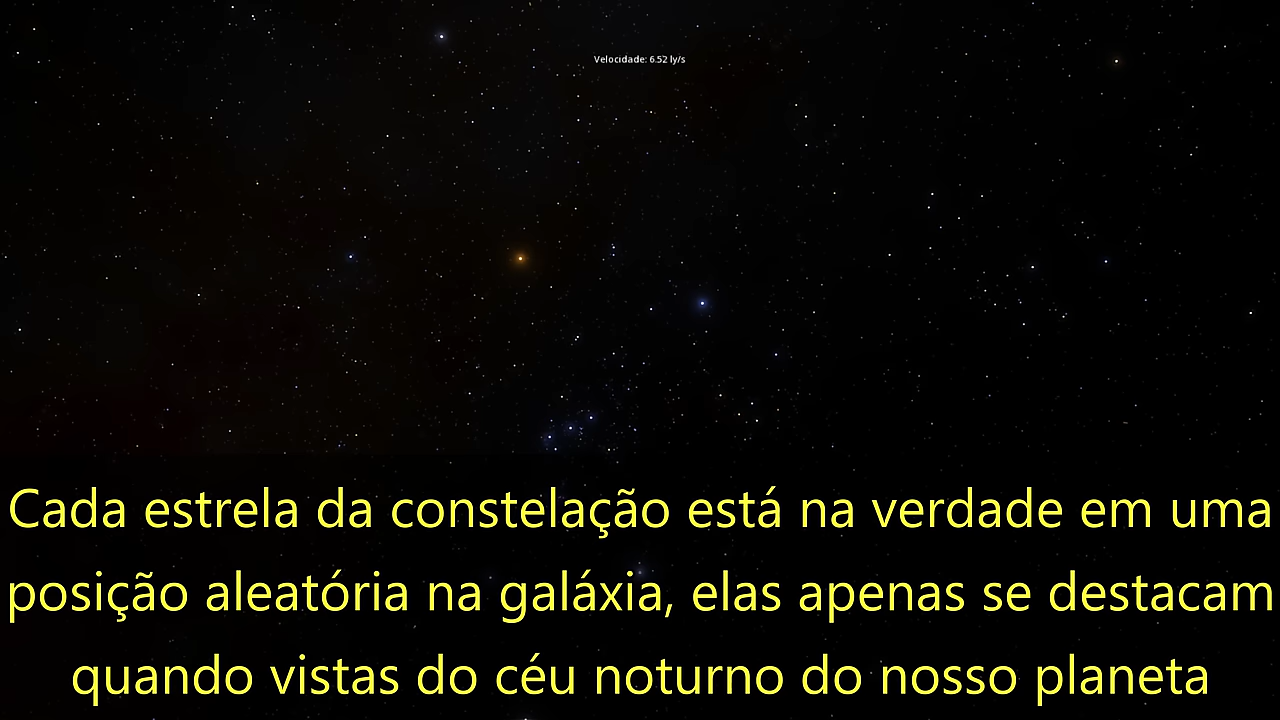 Velocidade: 6.52 ly/s
Cada estrela da constelação está na verdade em uma
posição aleatória na galáxia, elas apenas se destacam
quando vistas do céu noturno do nosso planeta